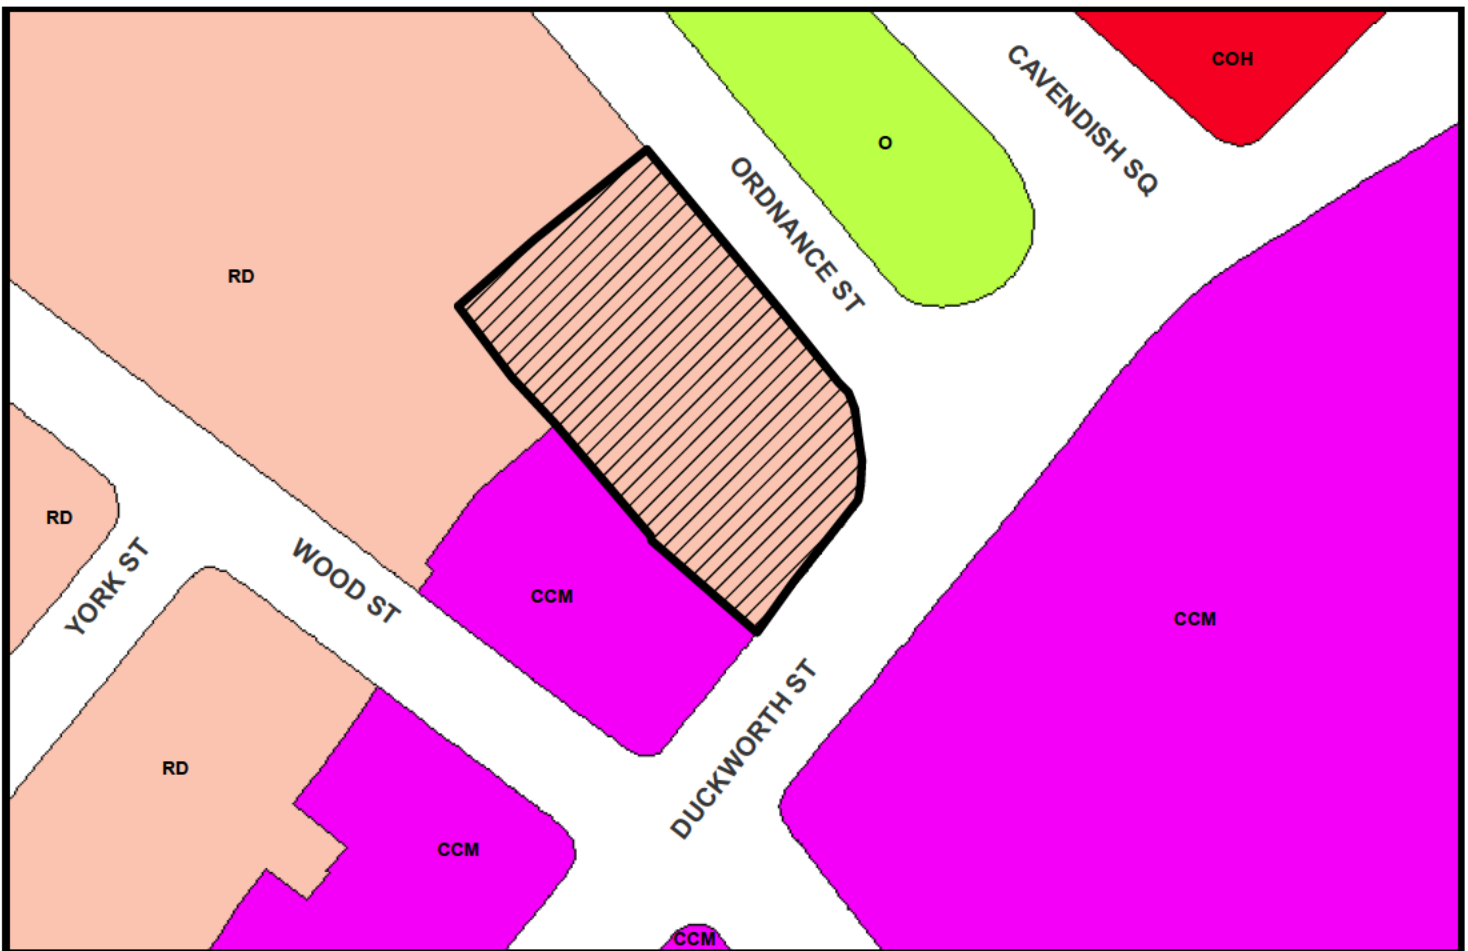 COH
CAVENDISH SQ
O
ORDNANCE ST
RD
RD
WOOD ST
YORK ST
CCM
CCM
DUCKWORTH ST
RD
CCM
CCM